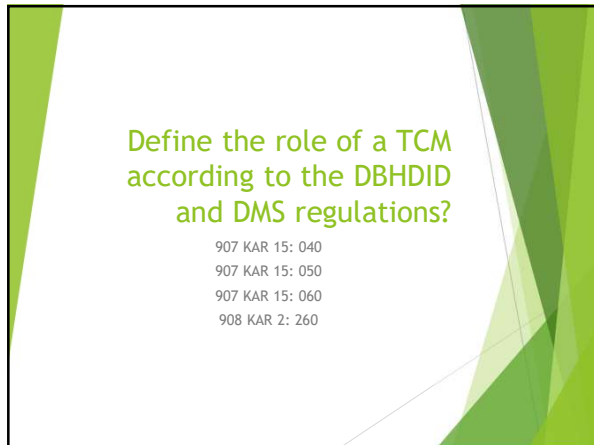 Define the role of a TCM
according to the DBHDID
and DMS regulations?
907 KAR 15: 040
907 KAR 15: 050
907 KAR 15: 060
908 KAR 2: 260